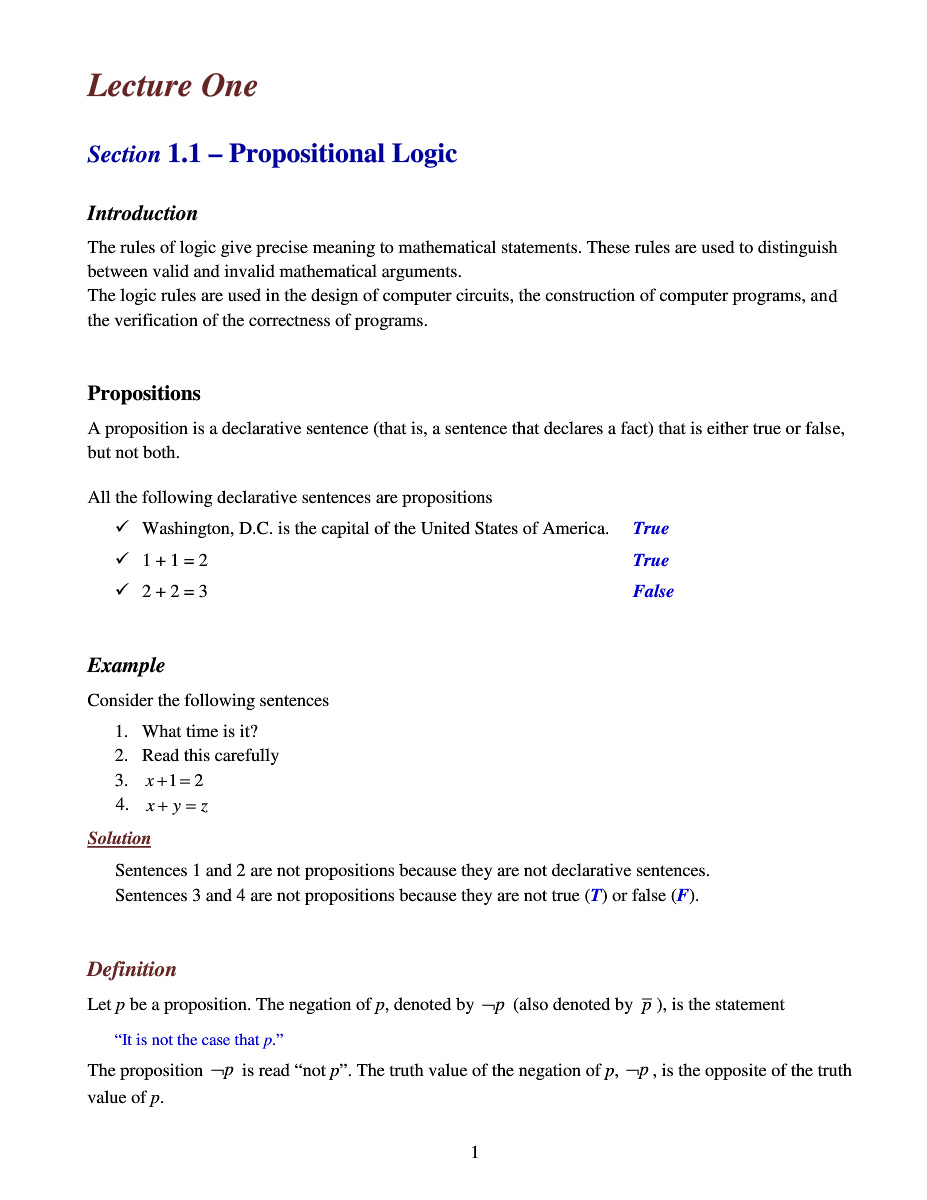 Lecture One
Section 1.1 – Propositional Logic
Introduction
The rules of logic give precise meaning to mathematical statements. These rules are used to distinguish
between valid and invalid mathematical arguments.
The logic rules are used in the design of computer circuits, the construction of computer programs, and
the verification of the correctness of programs.
Propositions
A proposition is a declarative sentence (that is, a sentence that declares a fact) that is either true or false,
but not both.
All the following declarative sentences are propositions
✓ Washington, D.C. is the capital of the United States of America. True
✓ 1 + 1 = 2 True
✓ 2 + 2 = 3 False
Example
Consider the following sentences
1. What time is it?
2. Read this carefully
3. x + 1 = 2
4. x + y = z
Solution
Sentences 1 and 2 are not propositions because they are not declarative sentences.
Sentences 3 and 4 are not propositions because they are not true (T) or false (F).
Definition
Let p be a proposition. The negation of p, denoted by ¬p (also denoted by p̅ ), is the statement
“It is not the case that p.”
The proposition ¬p is read “not p”. The truth value of the negation of p, ¬p , is the opposite of the truth
value of p.
1